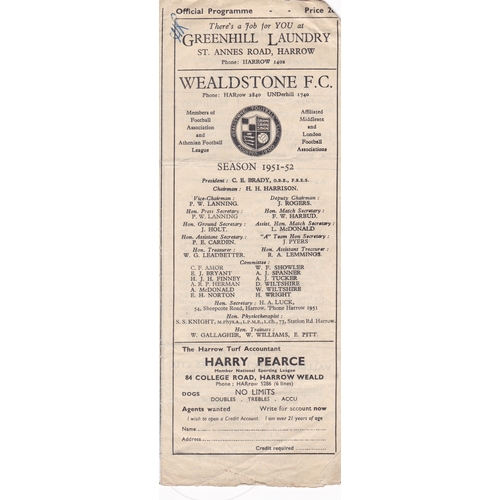 Official Programme - - Price 2d
There's a Job for YOU at
GREENHILL LAUNDRY
ST. ANNES ROAD, HARROW
Phone: HARROW 1402
WEALDSTONE F.C.
Phone: HARrow 2840 UNDerhill 1740
Members of
Football
Association
and
Athenian Football
League
Affiliated
Middlesex
and
London
Football
Associations
SEASON 1951-52
President: C. E. BRADY, O.B.E., F.R.E.S.
Chairman: H. H. HARRISON.
Vice-Chairman:
P. W. LANNING.
Deputy Chairman:
J. ROGERS.
Hon. Press Secretary:
P. W. LANNING
Hon. Match Secretary:
F. W. HARBUD,
Hon. Ground Secretary:
J. HOLT.
Assist. Hon. Match Secretary:
L. McDONALD
Hon. Assistant Secretary:
P. E. CARDEN.
"A" Team Hon Secretary:
J. PYERS
Hon. Treasurer:
W. G. LEADBETTER.
Hon. Assistant Treasurer:
R. A. LEMMINGS.
Committee:
C. F. AMOR W. F. SHOWLER
E. J. BRYANT A. J. SPANNER
H. J. H. FINNEY A. J. TUCKER
A. R. P. HERMAN D. WILTSHIRE
A. McDONALD W. WILTSHIRE
E. H. NORTON H. WRIGHT
Hon. Secretary: H. A. LUCK,
54, Sheepcote Road, Harrow. 'Phone Harrow 1951
Hon. Physiotherapist:
S. S. KNIGHT, M.Phys.A., L.F.M.E., L.Ch., 73, Station Rd. Harrow.
Hon. Trainers:
W. GALLAGHER, W. WILLIAMS, E. PITT.
The Harrow Turf Accountant
HARRY PEARCE
Member National Sporting League
84 COLLEGE ROAD, HARROW WEALD
Phone: HARrow 5286 (6 lines)
DOGS NO LIMITS
DOUBLES . TREBLES . ACCU
Agents wanted Write for account now
I wish to open a Credit Account. I am over 21 years of age
Name
Address
Credit required